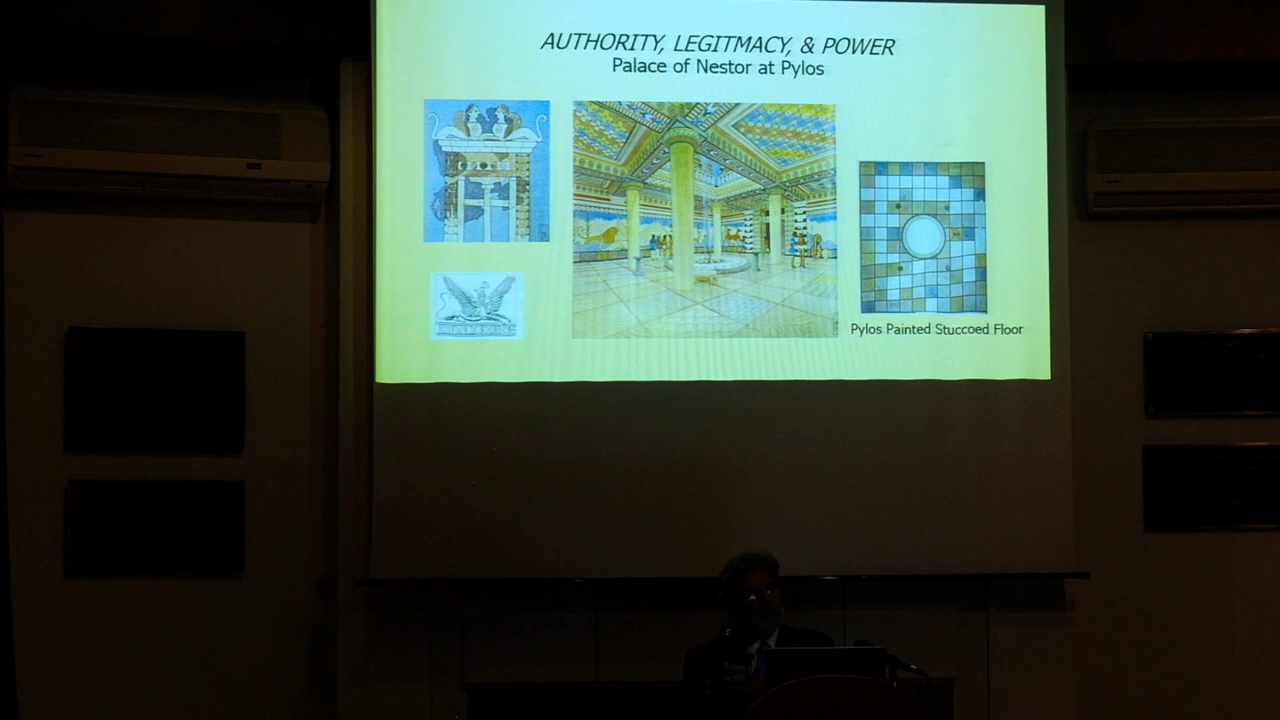 AUTHORITY, LEGITMACY, & POWER
Palace of Nestor at Pylos
Pylos Painted Stuccoed Floor